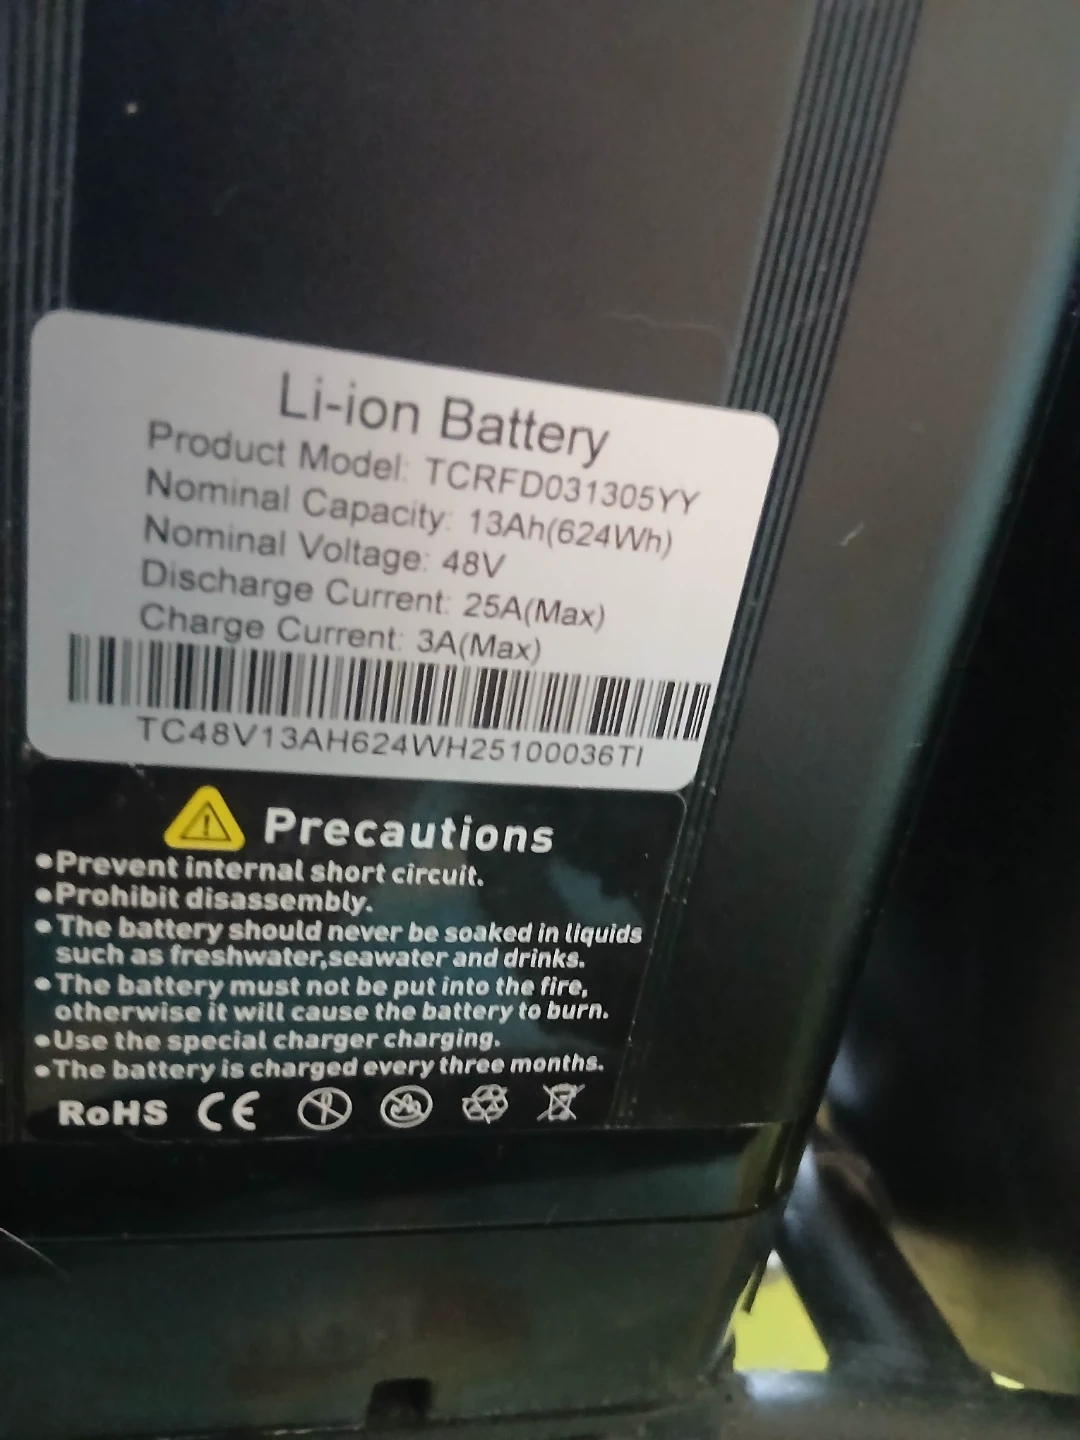 Li-ion Battery
Product Model: TCRFD031305YY
Nominal Capacity: 13Ah(624Wh)
Nominal Voltage: 48V
Discharge Current: 25A(Max)
Charge Current: 3A(Max)
TC48V13AH624WH25100036TI
Precautions
•Prevent internal short circuit.
•Prohibit disassembly.
•The battery should never be soaked in liquids
such as freshwater,seawater and drinks.
•The battery must not be put into the fire,
otherwise it will cause the battery to burn.
•Use the special charger charging.
•The battery is charged every three months.
RoHS CE